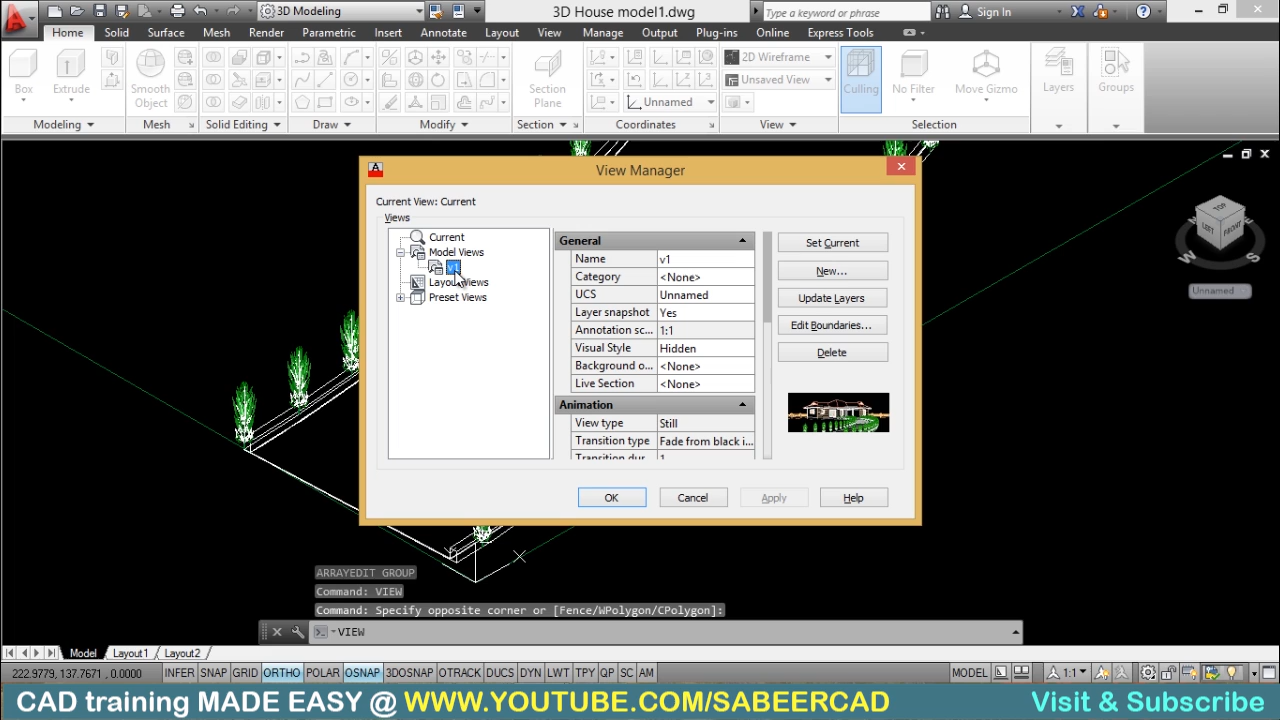 3D Modeling
3D House model1.dwg
Type a keyword or phrase
Sign In
Home Solid Surface Mesh Render Parametric Insert Annotate Layout View Manage Output Plug-ins Online Express Tools
2D Wireframe
Unsaved View
Unnamed
Box Extrude Smooth Object Section Plane Culling No Filter Move Gizmo Layers Groups
Modeling Mesh Solid Editing Draw Modify Section Coordinates View Selection
View Manager
Current View: Current
Views
Current
Model Views
v1
Layout Views
Preset Views
General
Name v1
Category <None>
UCS Unnamed
Layer snapshot Yes
Annotation sc... 1:1
Visual Style Hidden
Background o... <None>
Live Section <None>
Animation
View type Still
Transition type Fade from black i...
Transition dur 1
Set Current
New...
Update Layers
Edit Boundaries...
Delete
OK Cancel Apply Help
TOP
LEFT FRONT
W S
Unnamed
ARRAYEDIT GROUP
Command: VIEW
Command: Specify opposite corner or [Fence/WPolygon/CPolygon]:
VIEW
Model Layout1 Layout2
222.9779, 137.7671, 0.0000 INFER SNAP GRID ORTHO POLAR OSNAP 3DOSNAP OTRACK DUCS DYN LWT TPY QP SC AM MODEL 1:1
CAD training MADE EASY @ WWW.YOUTUBE.COM/SABEERCAD Visit & Subscribe